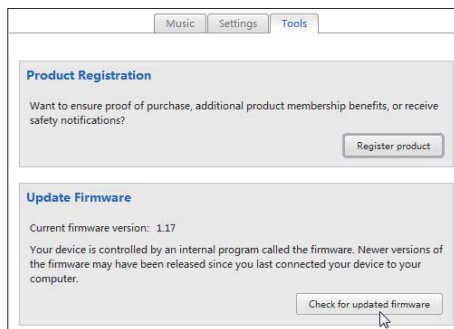 Music Settings Tools
Product Registration
Want to ensure proof of purchase, additional product membership benefits, or receive
safety notifications?
Register product
Update Firmware
Current firmware version: 1.17
Your device is controlled by an internal program called the firmware. Newer versions of
the firmware may have been released since you last connected your device to your
computer.
Check for updated firmware